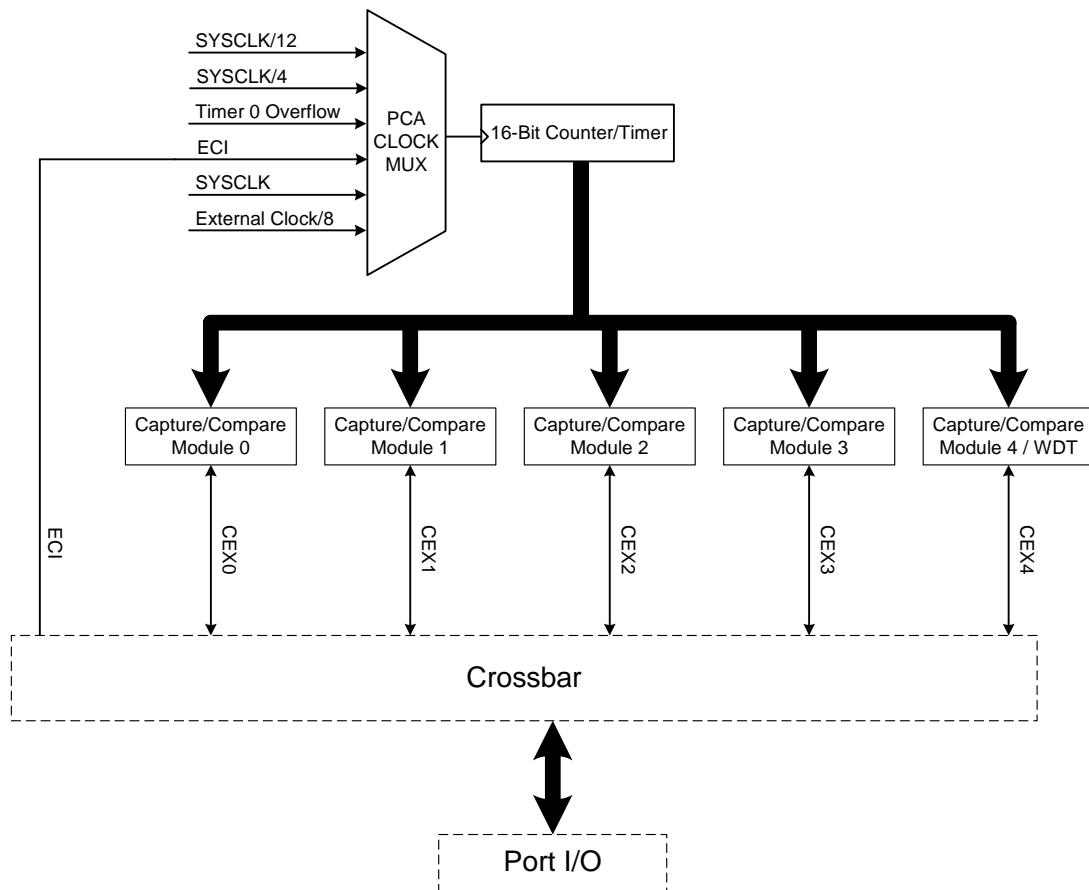 SYSCLK/12
SYSCLK/4
Timer 0 Overflow
ECI
SYSCLK
External Clock/8
PCA
CLOCK
MUX
16-Bit Counter/Timer
Capture/Compare
Module 0
Capture/Compare
Module 1
Capture/Compare
Module 2
Capture/Compare
Module 3
Capture/Compare
Module 4 / WDT
ECI
CEX0
CEX1
CEX2
CEX3
CEX4
Crossbar
Port I/O